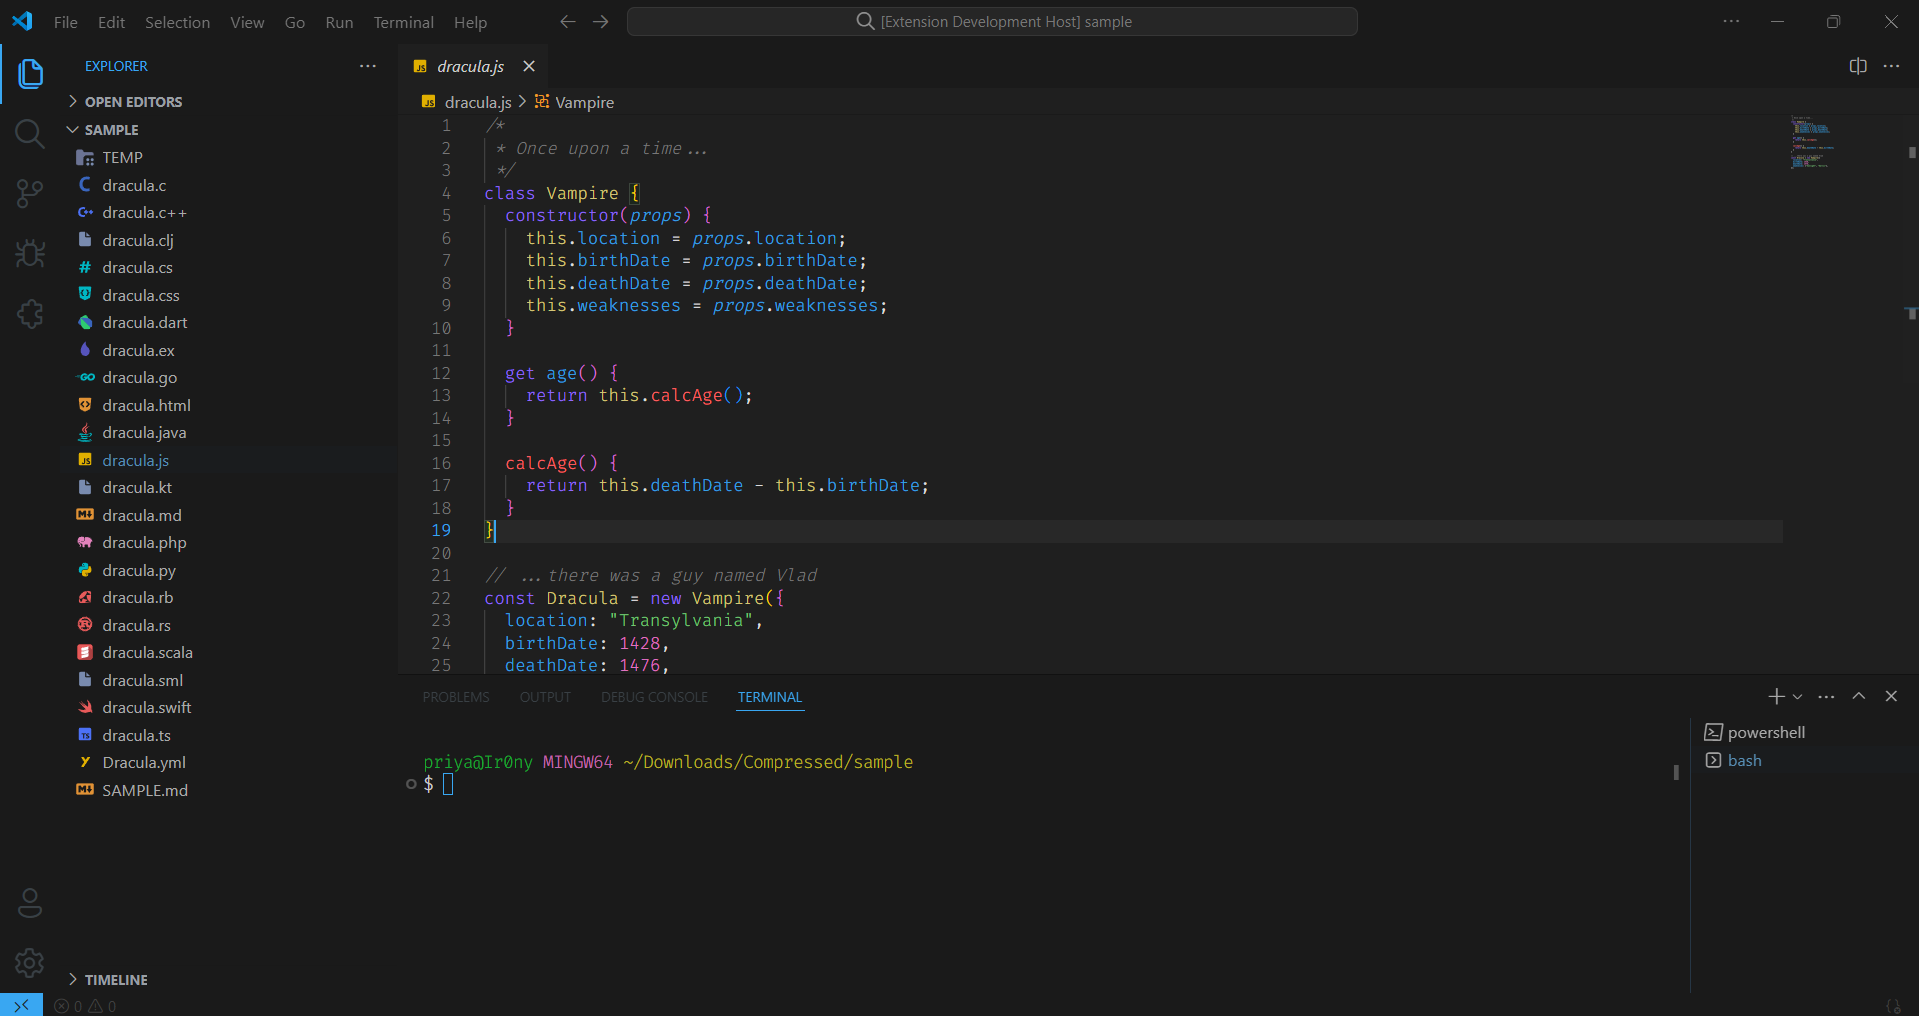 File Edit Selection View Go Run Terminal Help
[Extension Development Host] sample
EXPLORER
OPEN EDITORS
SAMPLE
TEMP
dracula.c
dracula.c++
dracula.clj
dracula.cs
dracula.css
dracula.dart
dracula.ex
dracula.go
dracula.html
dracula.java
dracula.js
dracula.kt
dracula.md
dracula.php
dracula.py
dracula.rb
dracula.rs
dracula.scala
dracula.sml
dracula.swift
dracula.ts
Dracula.yml
SAMPLE.md
TIMELINE
0 0
dracula.js
dracula.js > Vampire
1 /*
2 * Once upon a time...
3 */
4 class Vampire {
5 constructor(props) {
6 this.location = props.location;
7 this.birthDate = props.birthDate;
8 this.deathDate = props.deathDate;
9 this.weaknesses = props.weaknesses;
10 }
11
12 get age() {
13 return this.calcAge();
14 }
15
16 calcAge() {
17 return this.deathDate - this.birthDate;
18 }
19 }
20
21 // ...there was a guy named Vlad
22 const Dracula = new Vampire({
23 location: "Transylvania",
24 birthDate: 1428,
25 deathDate: 1476,
PROBLEMS OUTPUT DEBUG CONSOLE TERMINAL
priya@Ir0ny MINGW64 ~/Downloads/Compressed/sample
$
powershell
bash